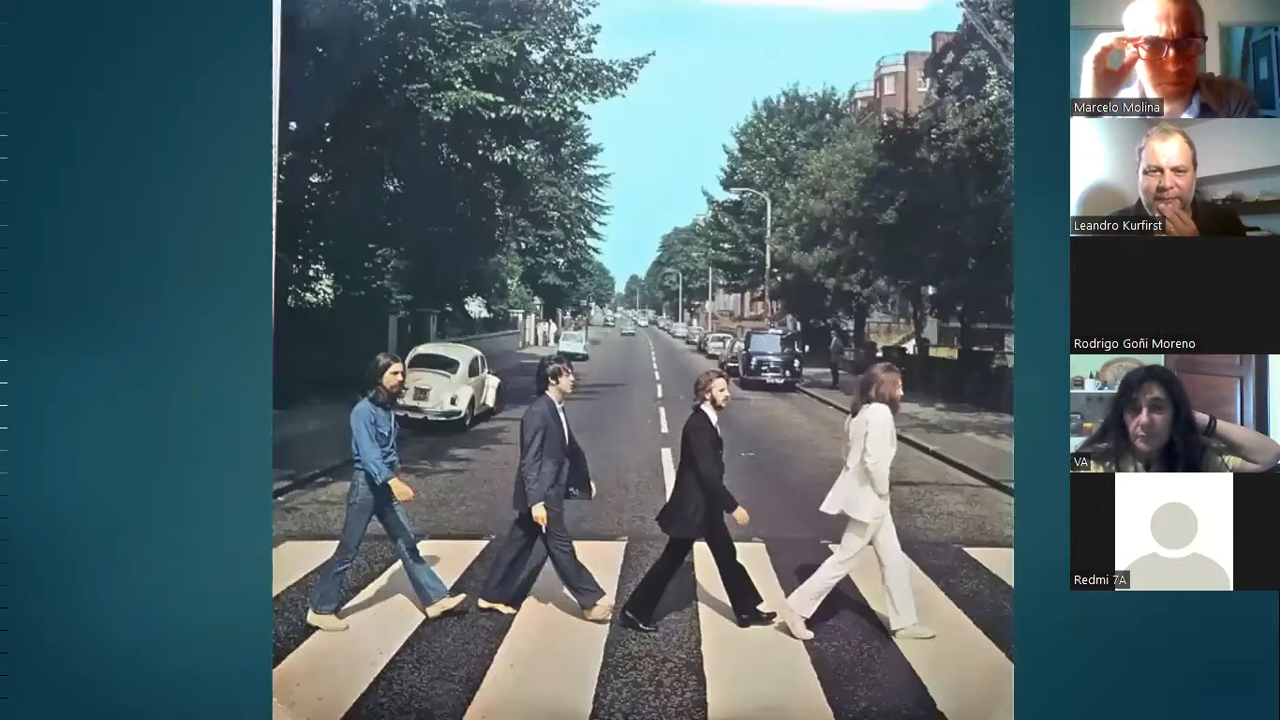 Marcelo Molina
Leandro Kurfirst
Rodrigo Goñi Moreno
VA
Redmi 7A